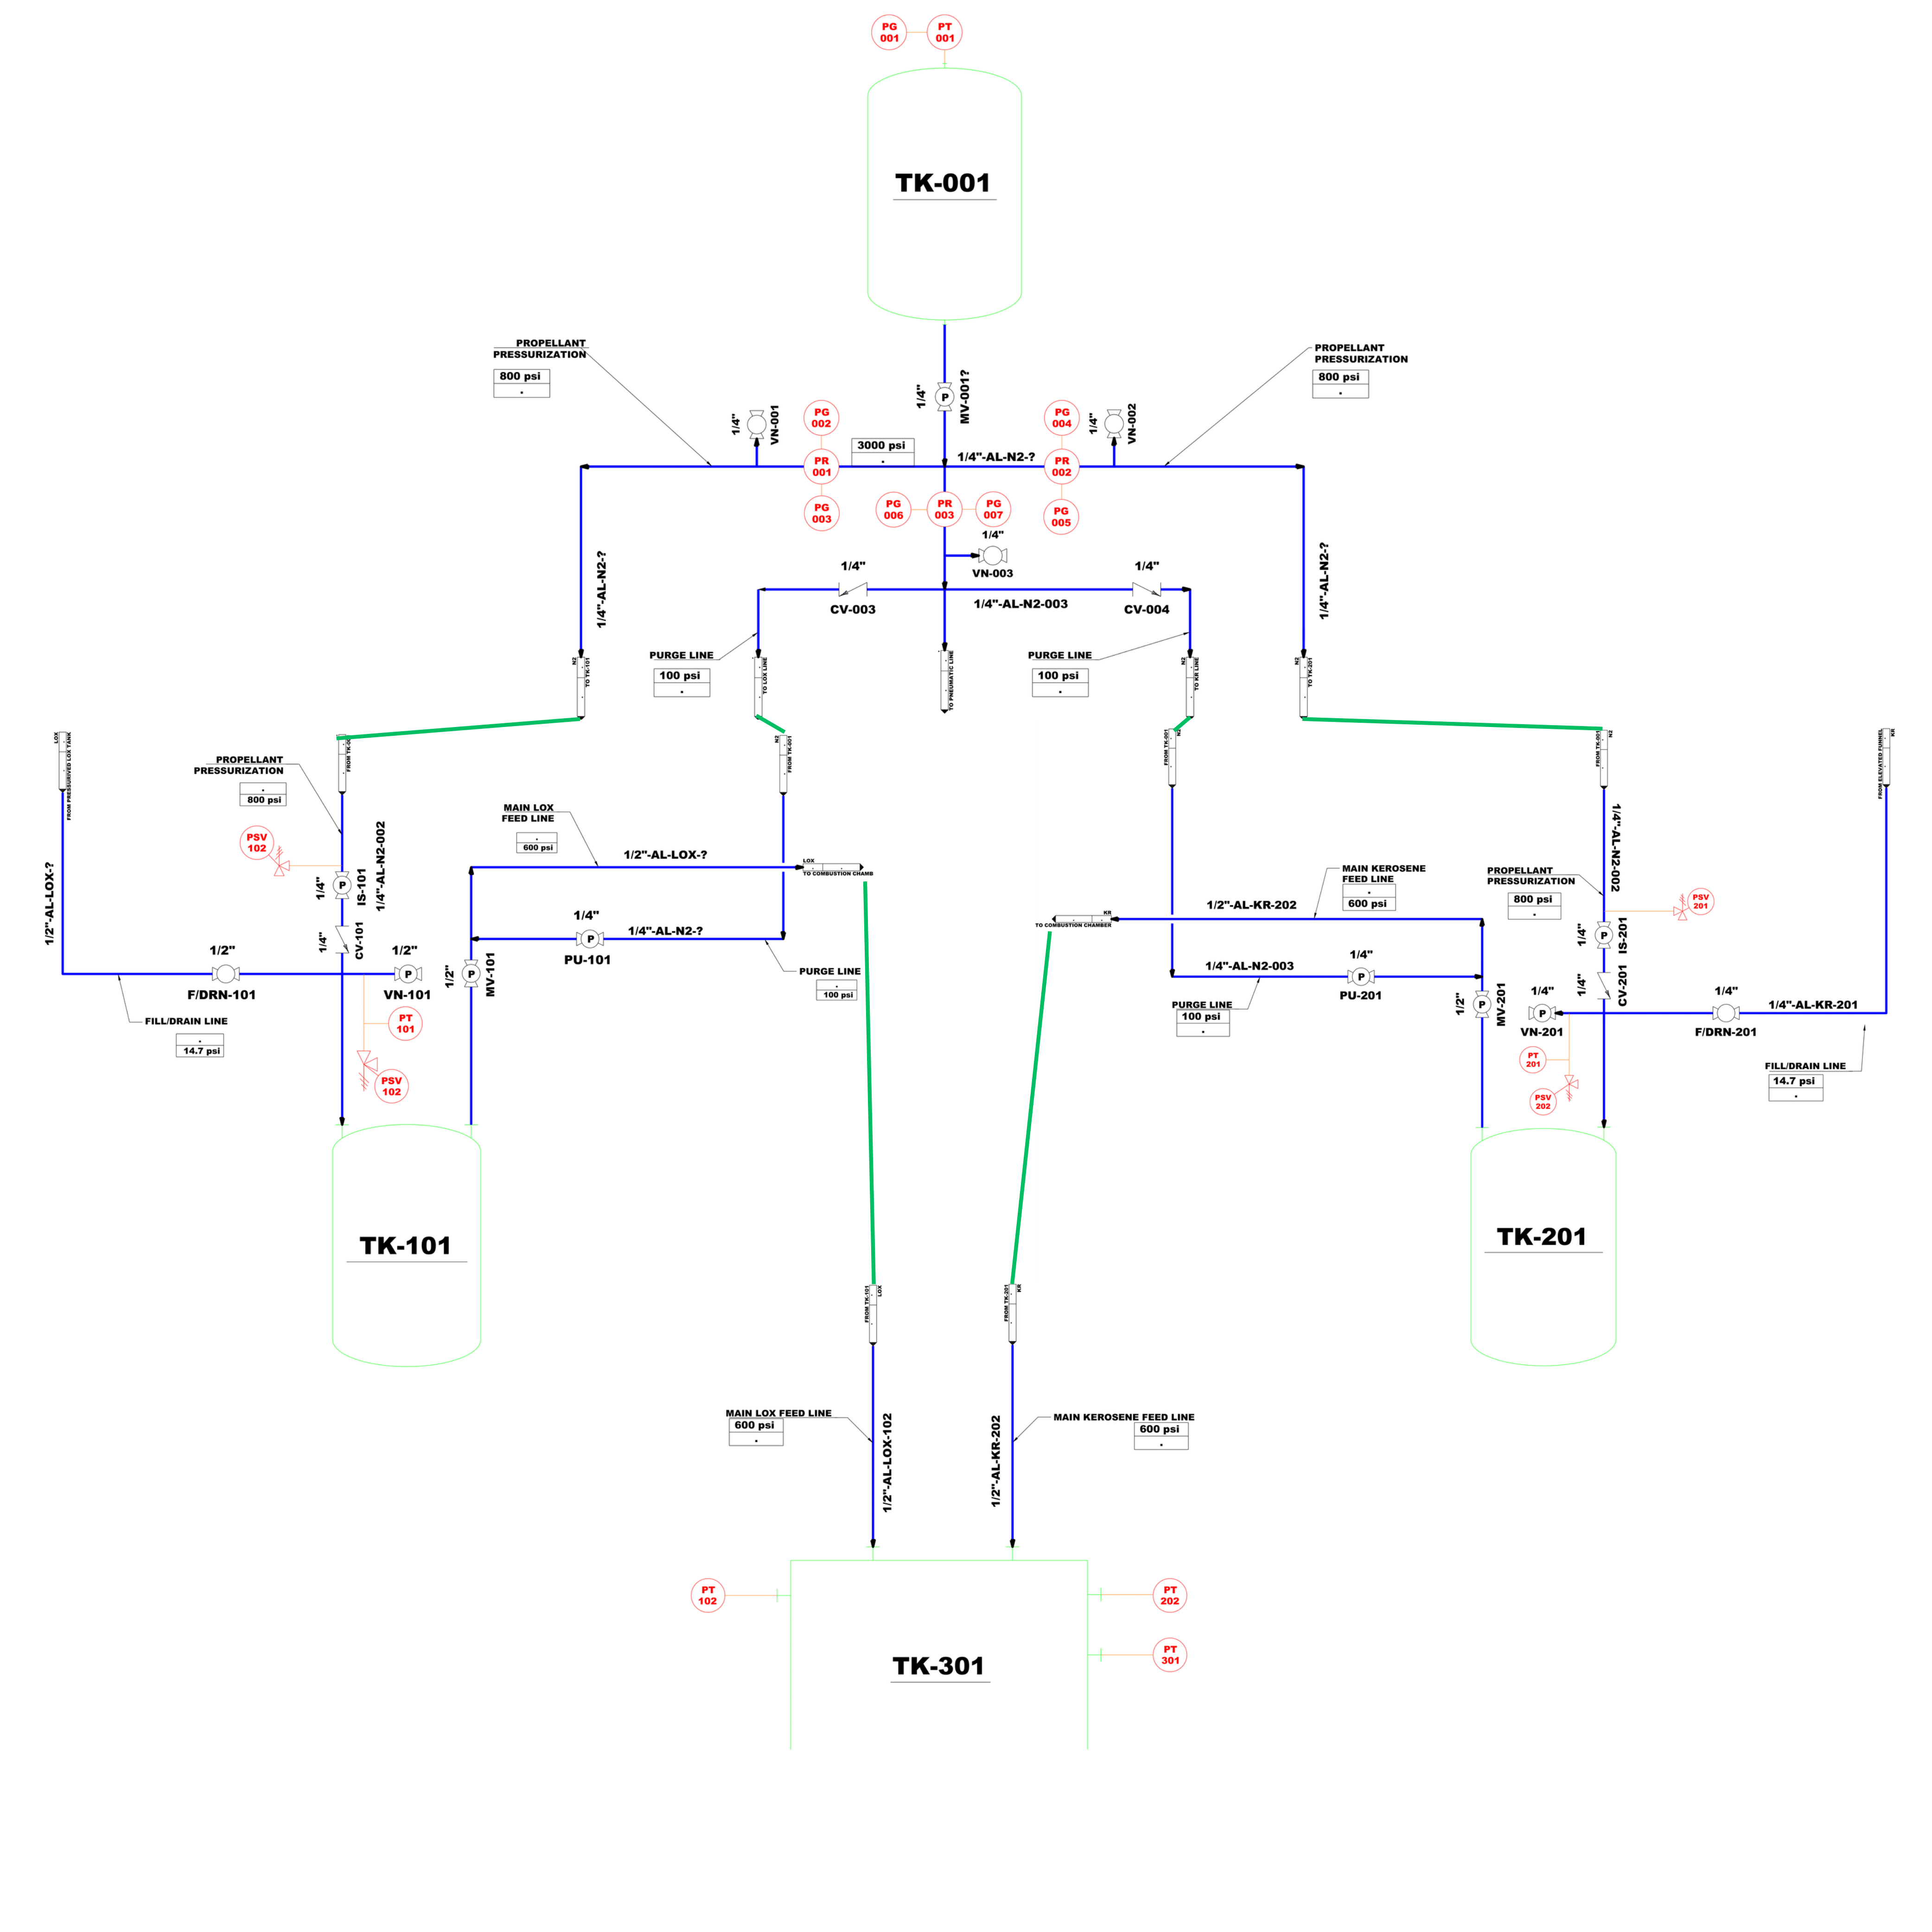 PG
001
PT
001
TK-001
PROPELLANT
PRESSURIZATION
800 psi
PROPELLANT
PRESSURIZATION
800 psi
1/4"
P
MV-001?
1/4"
VN-001
PG
002
PG
004
1/4"
VN-002
3000 psi
PR
001
1/4"-AL-N2-?
PR
002
PG
003
PG
006
PR
003
PG
007
PG
005
1/4"
VN-003
1/4"-AL-N2-?
1/4"-AL-N2-?
1/4"
CV-003
1/4"-AL-N2-003
1/4"
CV-004
PURGE LINE
100 psi
PURGE LINE
100 psi
N2
TO TK-101
TO LOX LINE
TO PNEUMATIC LINE
N2
TO KR LINE
N2
TO TK-201
LOX
FROM PRESSURIVED LOX TANK
FROM TK-00
N2
FROM TK-001
FROM TK-001
N2
FROM TK-001
N2
FROM ELEVATED FUNNEL
KR
PROPELLANT
PRESSURIZATION
800 psi
PSV
102
1/4"
P
IS-101
1/4"-AL-N2-002
1/4"
CV-101
1/2"-AL-LOX-?
1/2"
F/DRN-101
1/2"
P
VN-101
FILL/DRAIN LINE
14.7 psi
PT
101
PSV
102
MAIN LOX
FEED LINE
600 psi
1/2"-AL-LOX-?
LOX
TO COMBUSTION CHAMB
1/4"
P
PU-101
1/4"-AL-N2-?
1/2"
P
MV-101
PURGE LINE
100 psi
MAIN KEROSENE
FEED LINE
600 psi
1/2"-AL-KR-202
KR
TO COMBUSTION CHAMBER
1/4"-AL-N2-003
1/4"
P
PU-201
PURGE LINE
100 psi
1/2"
P
MV-201
PROPELLANT
PRESSURIZATION
800 psi
1/4"-AL-N2-002
PSV
201
1/4"
P
IS-201
1/4"
CV-201
1/4"
P
VN-201
1/4"
F/DRN-201
1/4"-AL-KR-201
PT
201
PSV
202
FILL/DRAIN LINE
14.7 psi
TK-101
TK-201
FROM TK-101
LOX
FROM TK-201
KR
MAIN LOX FEED LINE
600 psi
1/2"-AL-LOX-102
MAIN KEROSENE FEED LINE
600 psi
1/2"-AL-KR-202
PT
102
PT
202
PT
301
TK-301